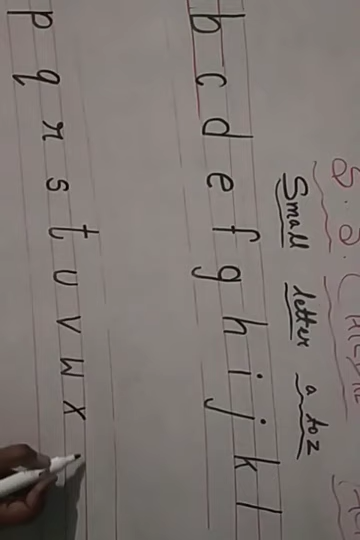 Small letter a to z
b c d e f g h i j k l
p q r s t u v w x